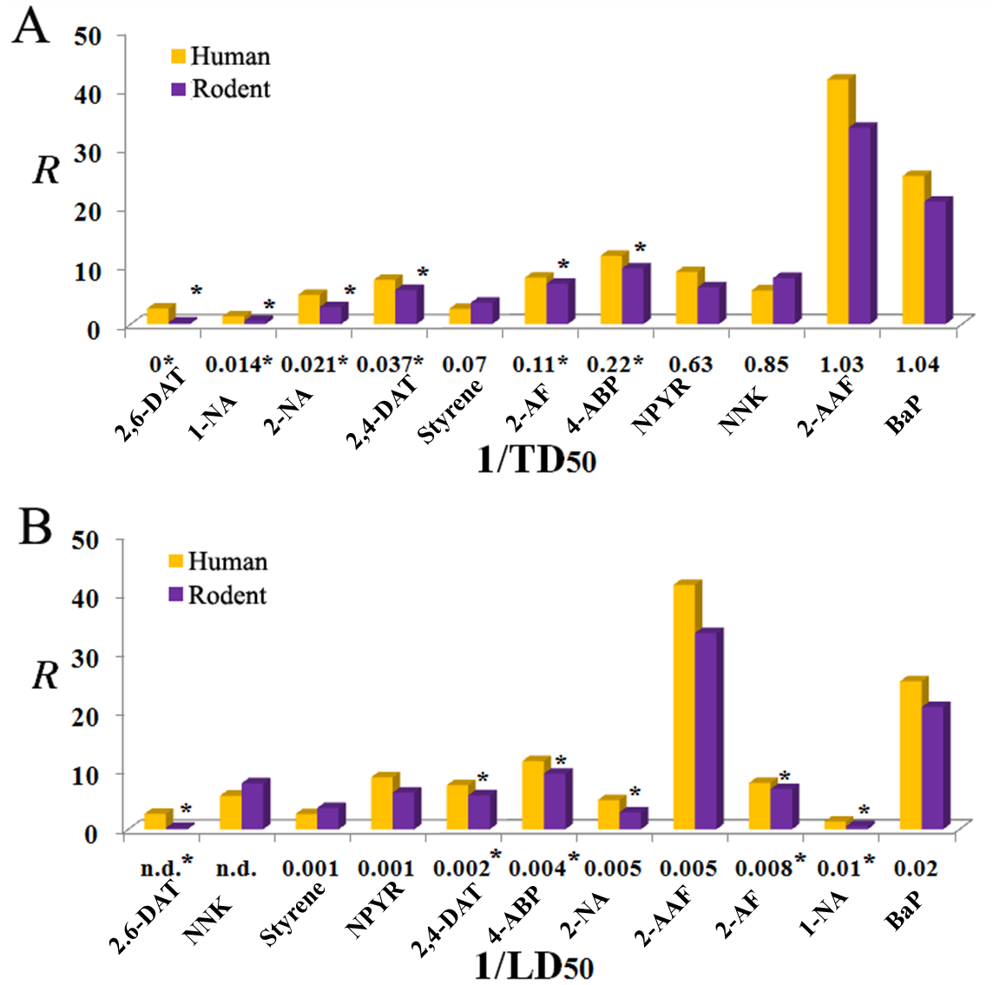 A
50
Human
Rodent
40
30
R
20
10
* * * * * *
0
0* 0.014* 0.021* 0.037* 0.07 0.11* 0.22* 0.63 0.85 1.03 1.04
2,6-DAT 1-NA 2-NA 2,4-DAT Styrene 2-AF 4-ABP NPYR NNK 2-AAF BaP
1/TD50
B
50
Human
Rodent
40
30
R
20
10
* * * * * *
0
n.d.* n.d. 0.001 0.001 0.002* 0.004* 0.005 0.005 0.008* 0.01* 0.02
2.6-DAT NNK Styrene NPYR 2,4-DAT 4-ABP 2-NA 2-AAF 2-AF 1-NA BaP
1/LD50